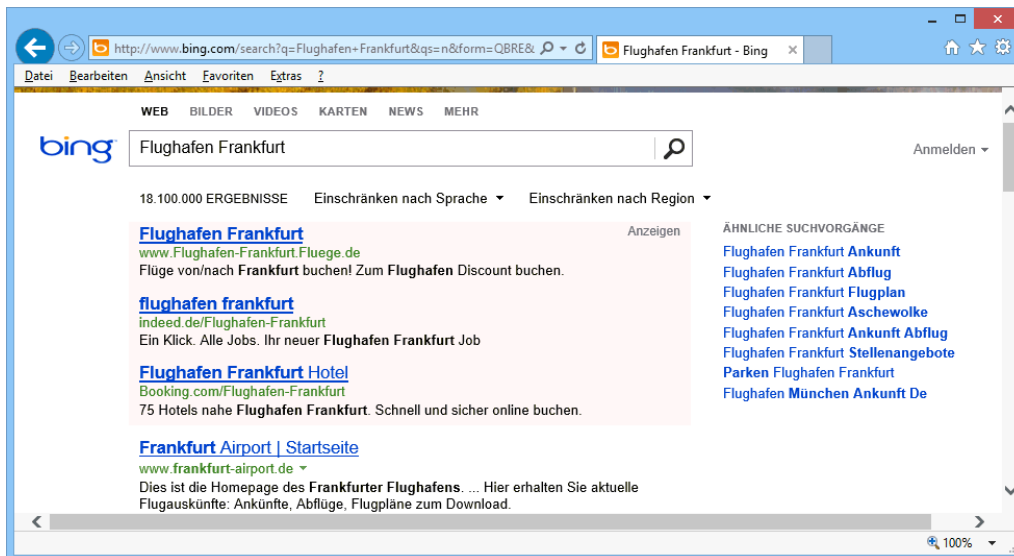 http://www.bing.com/search?q=Flughafen+Frankfurt&qs=n&form=QBRE&
Flughafen Frankfurt - Bing
Datei Bearbeiten Ansicht Favoriten Extras ?
WEB BILDER VIDEOS KARTEN NEWS MEHR
bing
Flughafen Frankfurt
Anmelden
18.100.000 ERGEBNISSE Einschränken nach Sprache Einschränken nach Region
Flughafen Frankfurt
Anzeigen
www.Flughafen-Frankfurt.Fluege.de
Flüge von/nach Frankfurt buchen! Zum Flughafen Discount buchen.
flughafen frankfurt
indeed.de/Flughafen-Frankfurt
Ein Klick. Alle Jobs. Ihr neuer Flughafen Frankfurt Job
Flughafen Frankfurt Hotel
Booking.com/Flughafen-Frankfurt
75 Hotels nahe Flughafen Frankfurt. Schnell und sicher online buchen.
Frankfurt Airport | Startseite
www.frankfurt-airport.de
Dies ist die Homepage des Frankfurter Flughafens. ... Hier erhalten Sie aktuelle
Flugauskünfte: Ankünfte, Abflüge, Flugpläne zum Download.
ÄHNLICHE SUCHVORGÄNGE
Flughafen Frankfurt Ankunft
Flughafen Frankfurt Abflug
Flughafen Frankfurt Flugplan
Flughafen Frankfurt Aschewolke
Flughafen Frankfurt Ankunft Abflug
Flughafen Frankfurt Stellenangebote
Parken Flughafen Frankfurt
Flughafen München Ankunft De
100%